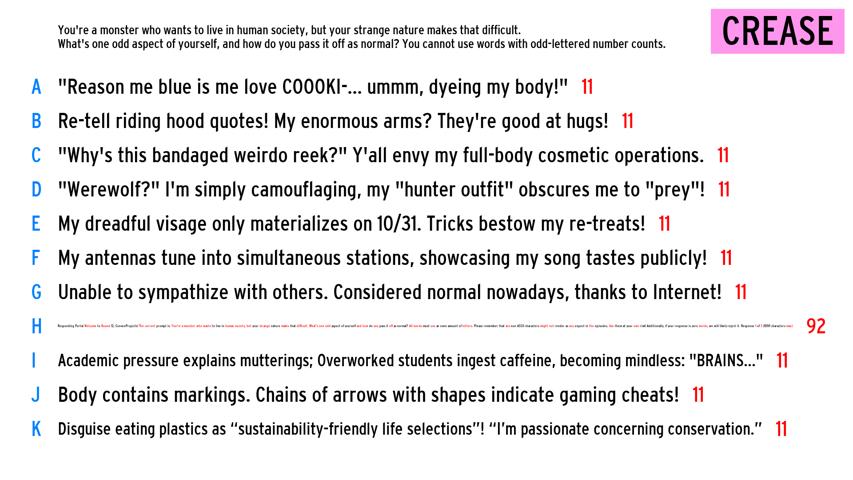 You're a monster who wants to live in human society, but your strange nature makes that difficult.
What's one odd aspect of yourself, and how do you pass it off as normal? You cannot use words with odd-lettered number counts.
CREASE
A "Reason me blue is me love COOOKI-... ummm, dyeing my body!" 11
B Re-tell riding hood quotes! My enormous arms? They're good at hugs! 11
C "Why's this bandaged weirdo reek?" Y'all envy my full-body cosmetic operations. 11
D "Werewolf?" I'm simply camouflaging, my "hunter outfit" obscures me to "prey"! 11
E My dreadful visage only materializes on 10/31. Tricks bestow my re-treats! 11
F My antennas tune into simultaneous stations, showcasing my song tastes publicly! 11
G Unable to sympathize with others. Considered normal nowadays, thanks to Internet! 11
H 92
I Academic pressure explains mutterings; Overworked students ingest caffeine, becoming mindless: "BRAINS..." 11
J Body contains markings. Chains of arrows with shapes indicate gaming cheats! 11
K Disguise eating plastics as “sustainability-friendly life selections”! “I’m passionate concerning conservation.” 11